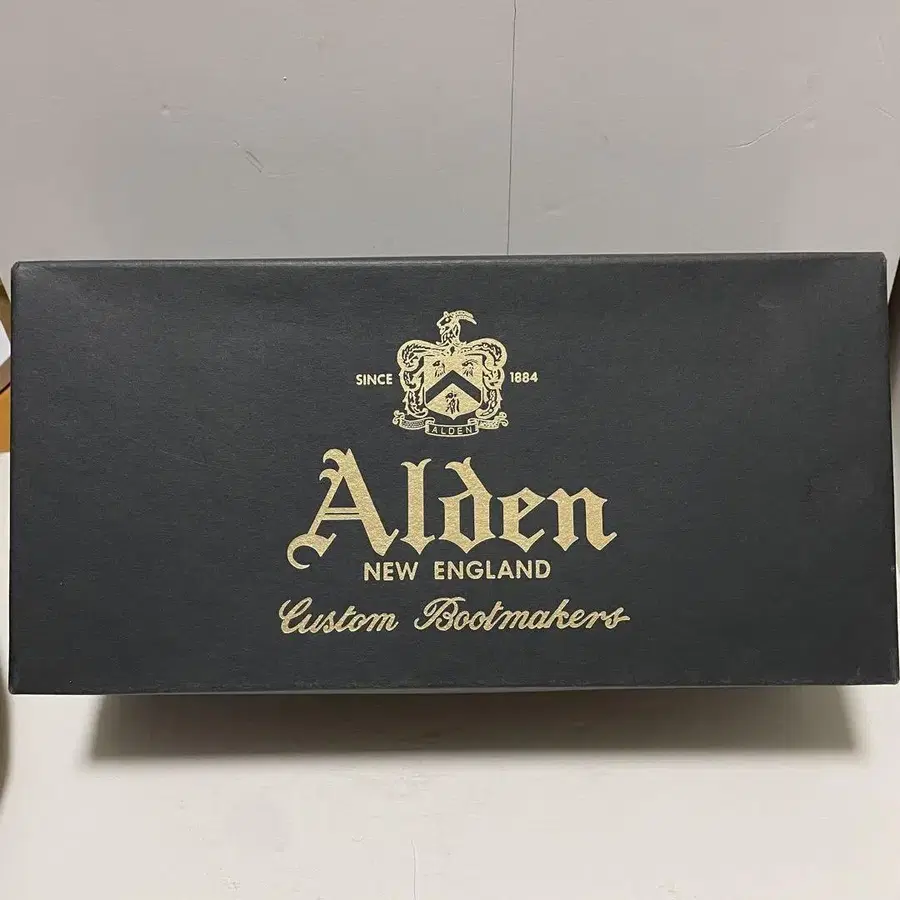 SINCE 1884
ALDEN
Alden
NEW ENGLAND
Custom Bootmakers